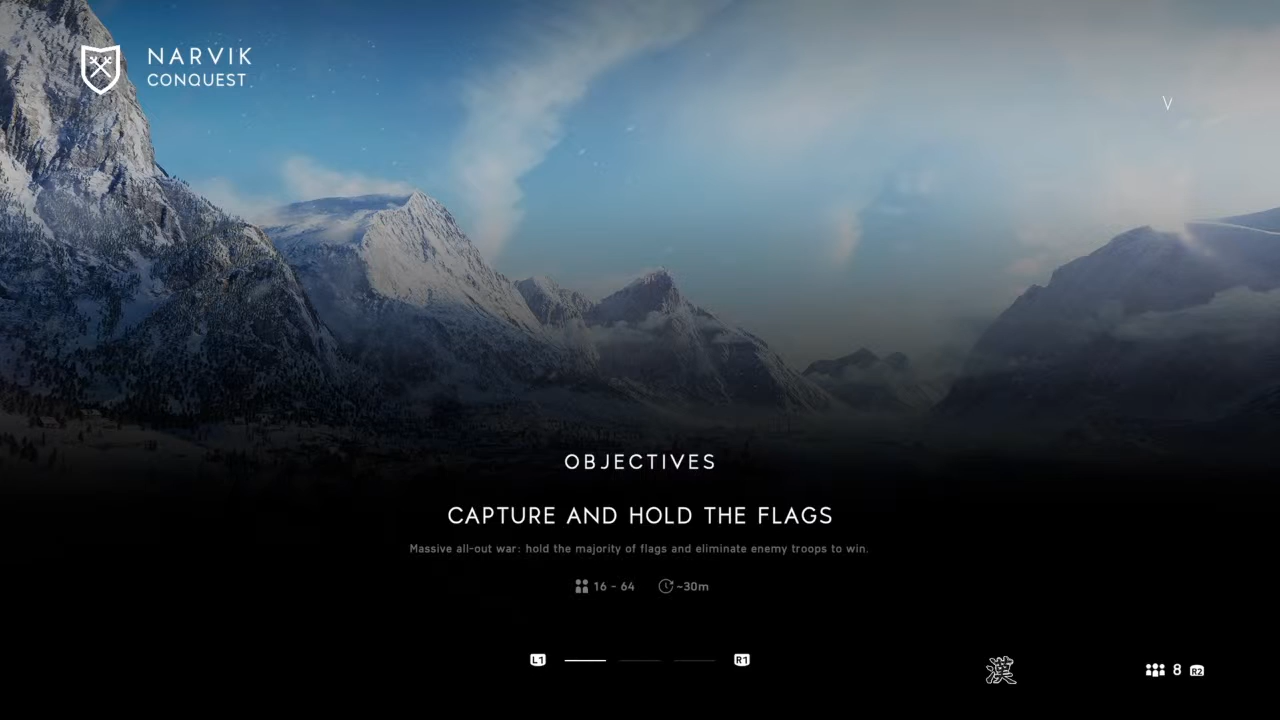 NARVIK
CONQUEST
V
OBJECTIVES
CAPTURE AND HOLD THE FLAGS
Massive all-out war: hold the majority of flags and eliminate enemy troops to win.
16 - 64 ~30m
L1 R1
漢
8 R2